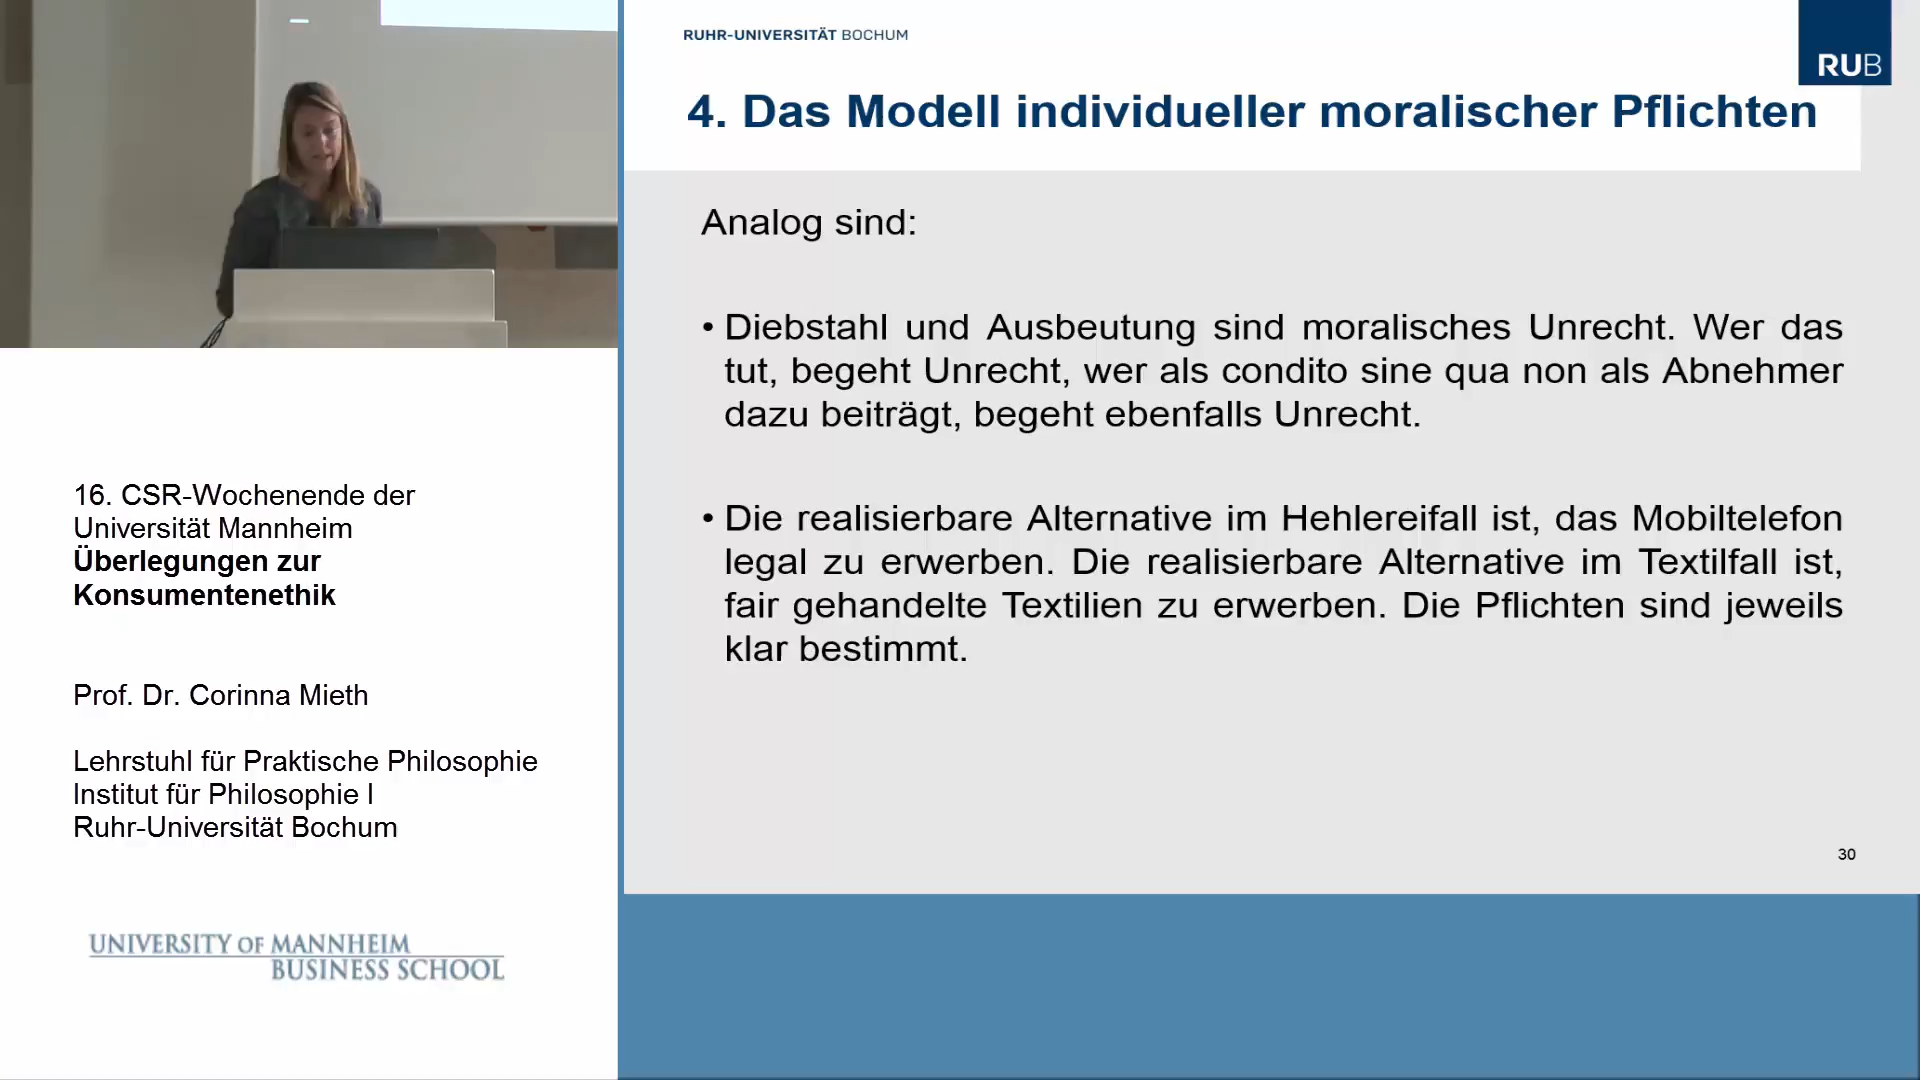 RUHR-UNIVERSITÄT BOCHUM
RUB
4. Das Modell individueller moralischer Pflichten
Analog sind:
• Diebstahl und Ausbeutung sind moralisches Unrecht. Wer das
tut, begeht Unrecht, wer als condito sine qua non als Abnehmer
dazu beiträgt, begeht ebenfalls Unrecht.
• Die realisierbare Alternative im Hehlereifall ist, das Mobiltelefon
legal zu erwerben. Die realisierbare Alternative im Textilfall ist,
fair gehandelte Textilien zu erwerben. Die Pflichten sind jeweils
klar bestimmt.
30
16. CSR-Wochenende der
Universität Mannheim
Überlegungen zur
Konsumentenethik
Prof. Dr. Corinna Mieth
Lehrstuhl für Praktische Philosophie
Institut für Philosophie I
Ruhr-Universität Bochum
UNIVERSITY OF MANNHEIM
BUSINESS SCHOOL